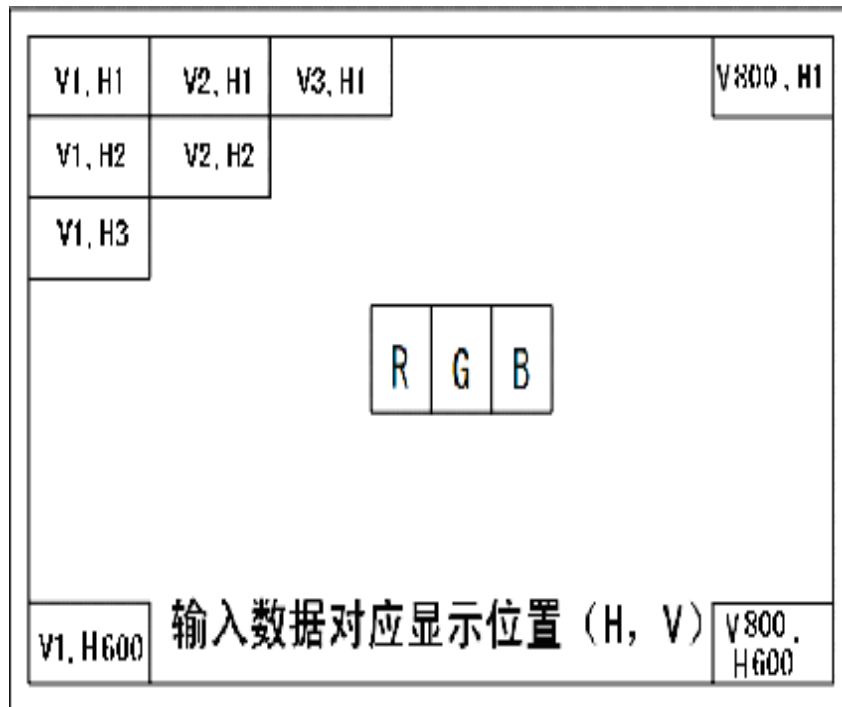 V1, H1 V2, H1 V3, H1 V800, H1
V1, H2 V2, H2
V1, H3
R G B
输入数据对应显示位置（H，V）
V1, H600
V800,
H600